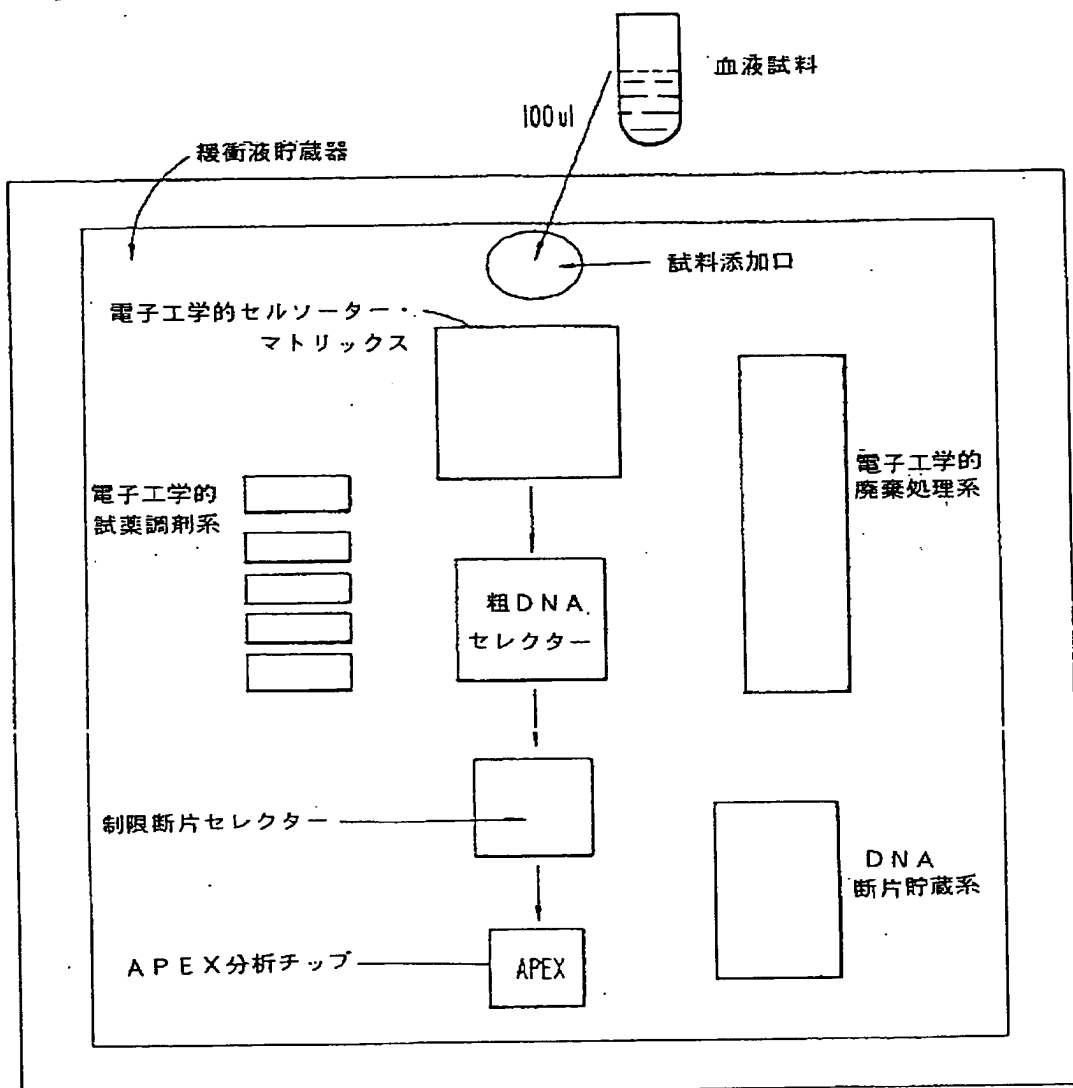 血液試料
100ul
緩衝液貯蔵器
試料添加口
電子工学的セルソーター・
マトリックス
電子工学的
試薬調剤系
電子工学的
廃棄処理系
粗DNA
セレクター
制限断片セレクター
DNA
断片貯蔵系
APEX分析チップ
APEX